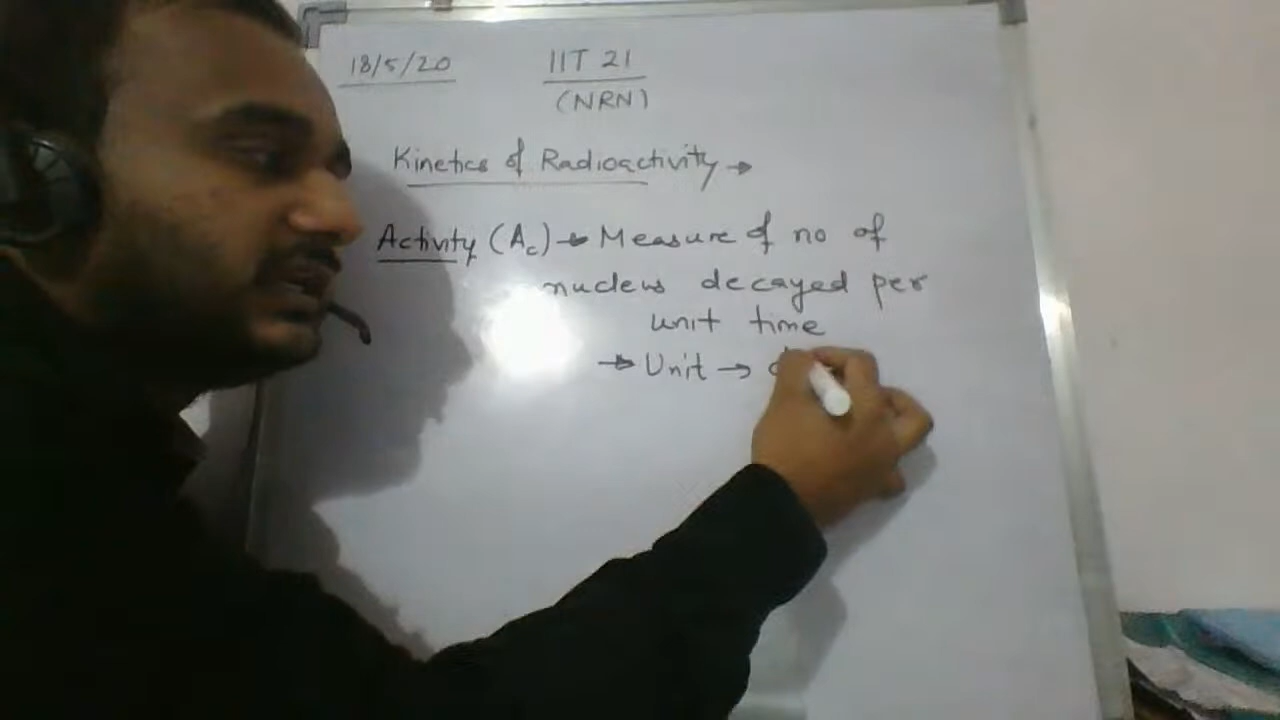 18/5/20 IIT 21
(NRN)
Kinetics of Radioactivity →
Activity (Ac) → Measure of no of
nucleus decayed per
unit time
→ Unit → d